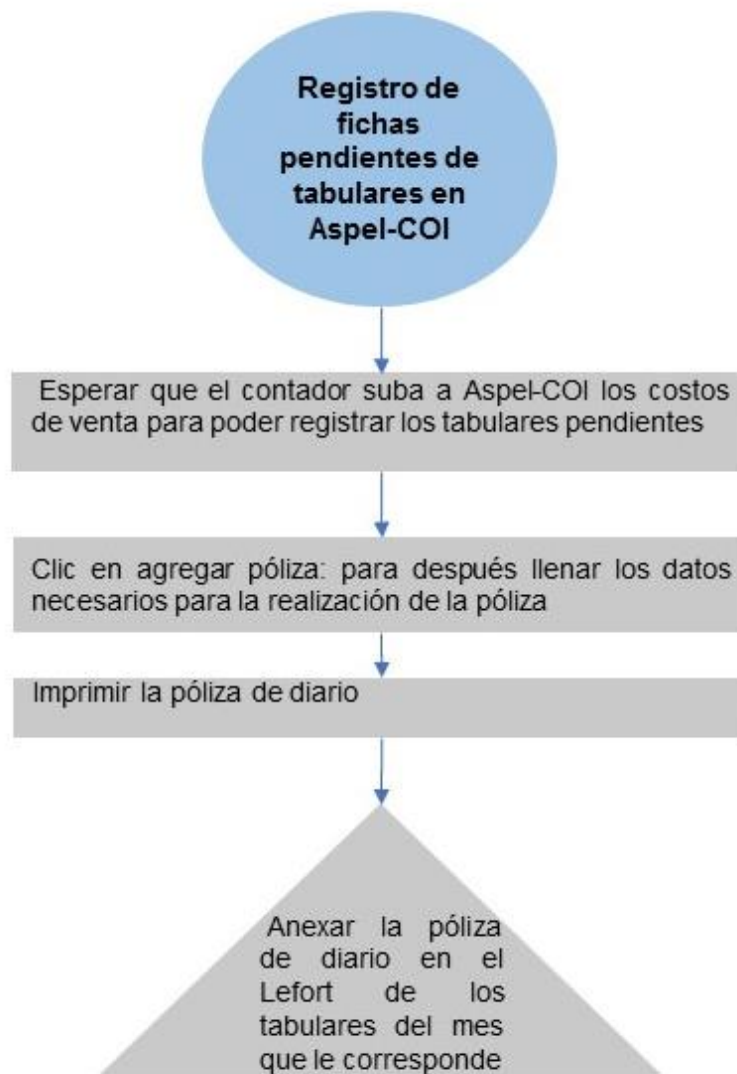 Registro de
fichas
pendientes de
tabulares en
Aspel-COI
Esperar que el contador suba a Aspel-COI los costos
de venta para poder registrar los tabulares pendientes
Clic en agregar póliza: para después llenar los datos
necesarios para la realización de la póliza
Imprimir la póliza de diario
Anexar la póliza
de diario en el
Lefort de los
tabulares del mes
que le corresponde